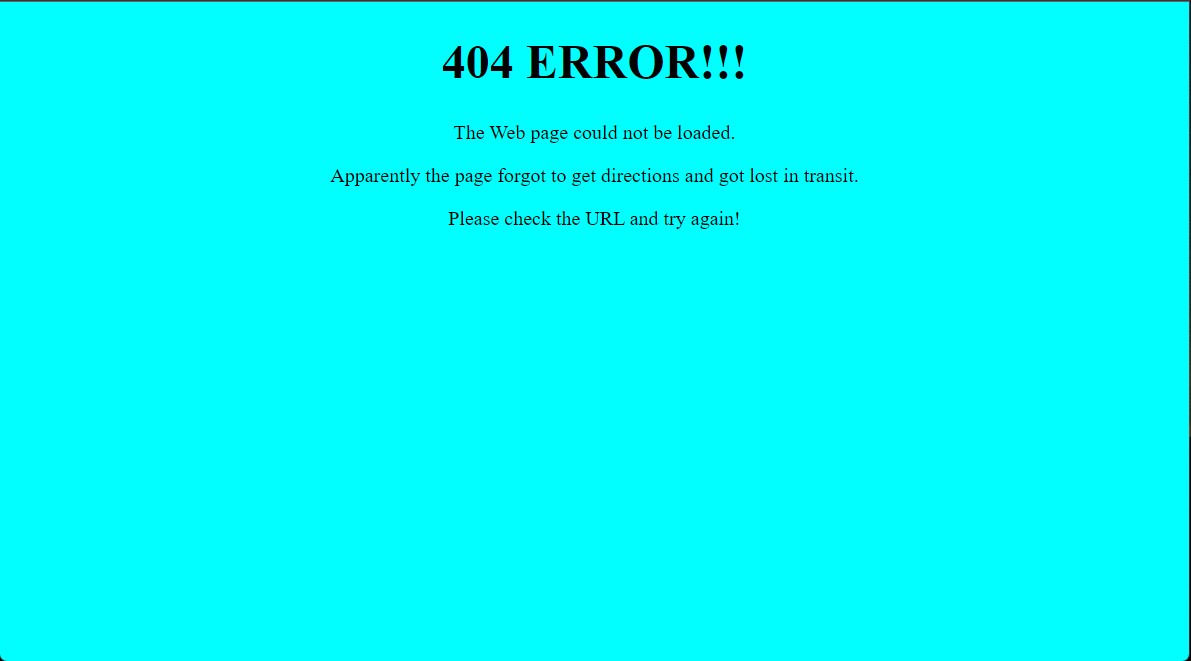 404 ERROR!!!
The Web page could not be loaded.
Apparently the page forgot to get directions and got lost in transit.
Please check the URL and try again!